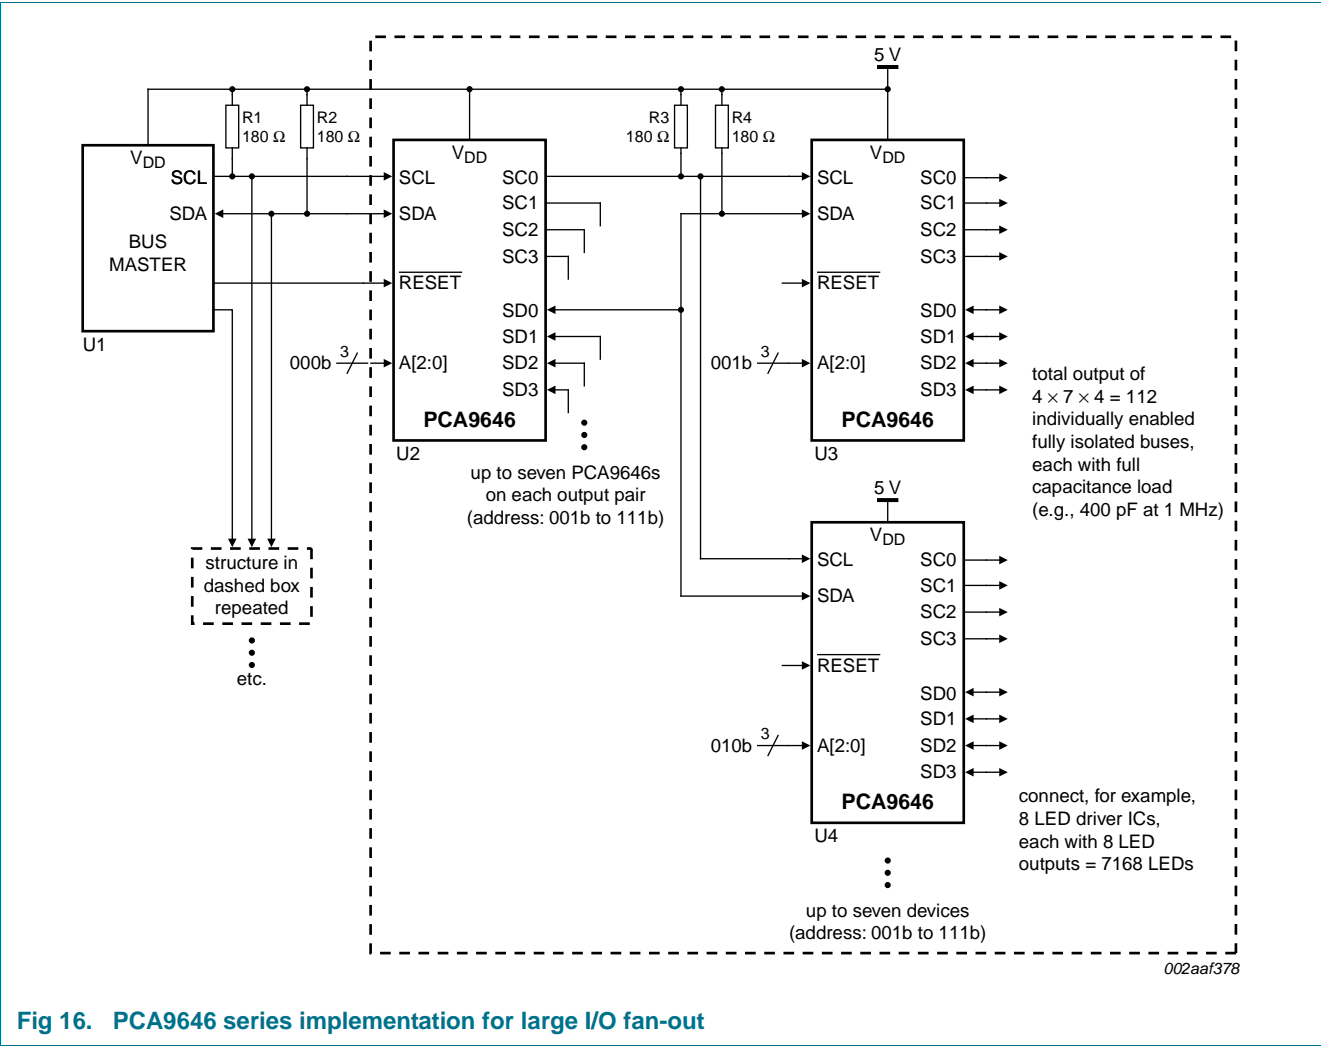 5 V
R1
180 Ω
R2
180 Ω
R3
180 Ω
R4
180 Ω
VDD
SCL
SDA
BUS
MASTER
U1
VDD
SCL
SDA
RESET
A[2:0]
SC0
SC1
SC2
SC3
SD0
SD1
SD2
SD3
PCA9646
U2
000b
3
up to seven PCA9646s
on each output pair
(address: 001b to 111b)
VDD
SCL
SDA
RESET
A[2:0]
SC0
SC1
SC2
SC3
SD0
SD1
SD2
SD3
PCA9646
U3
001b
3
total output of
4 × 7 × 4 = 112
individually enabled
fully isolated buses,
each with full
capacitance load
(e.g., 400 pF at 1 MHz)
structure in
dashed box
repeated
etc.
5 V
VDD
SCL
SDA
RESET
A[2:0]
SC0
SC1
SC2
SC3
SD0
SD1
SD2
SD3
PCA9646
U4
010b
3
connect, for example,
8 LED driver ICs,
each with 8 LED
outputs = 7168 LEDs
up to seven devices
(address: 001b to 111b)
002aaf378
Fig 16. PCA9646 series implementation for large I/O fan-out